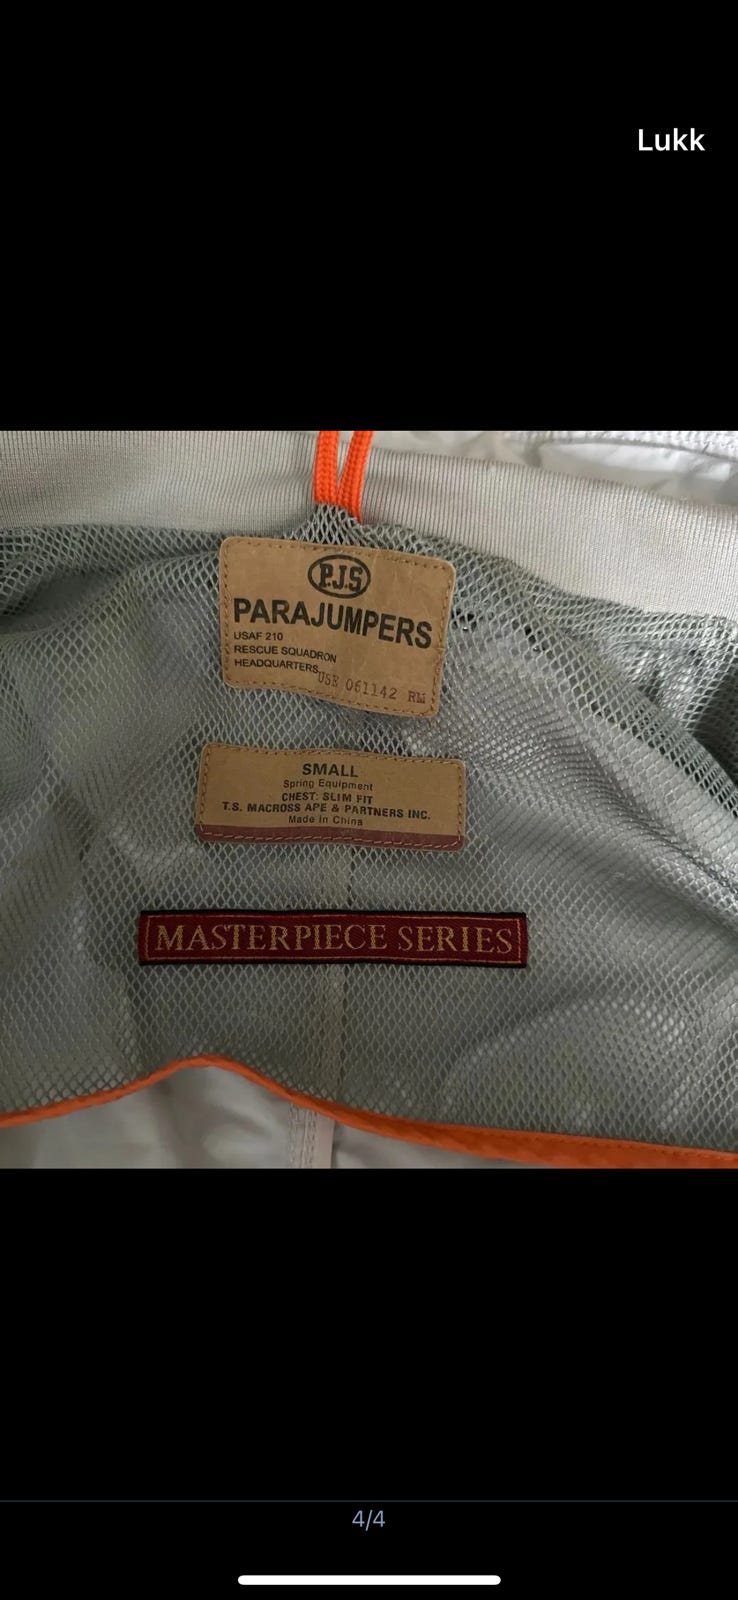 Lukk
P.J.S
PARAJUMPERS
USAF 210
RESCUE SQUADRON
HEADQUARTERS
USE 061142 RM
SMALL
Spring Equipment
CHEST: SLIM FIT
T.S. MACROSS APE & PARTNERS INC.
Made in China
MASTERPIECE SERIES
4/4